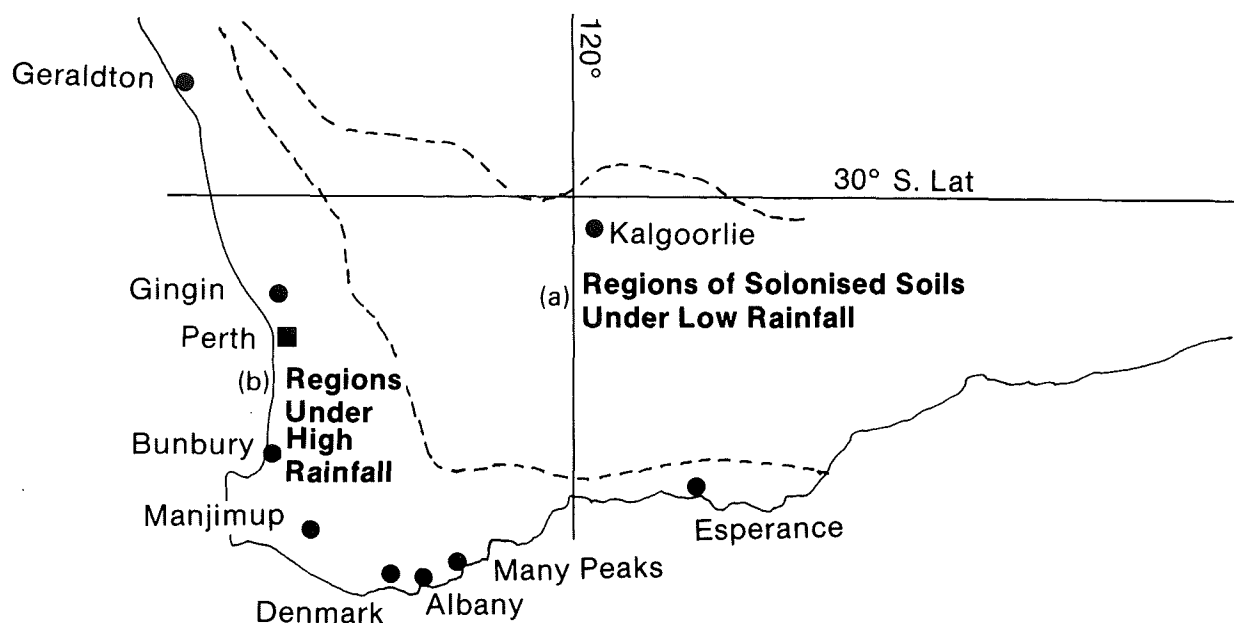 120°
Geraldton
30° S. Lat
Kalgoorlie
Gingin
(a) Regions of Solonised Soils
Under Low Rainfall
Perth
(b) Regions
Under
High
Rainfall
Bunbury
Manjimup
Esperance
Many Peaks
Denmark
Albany